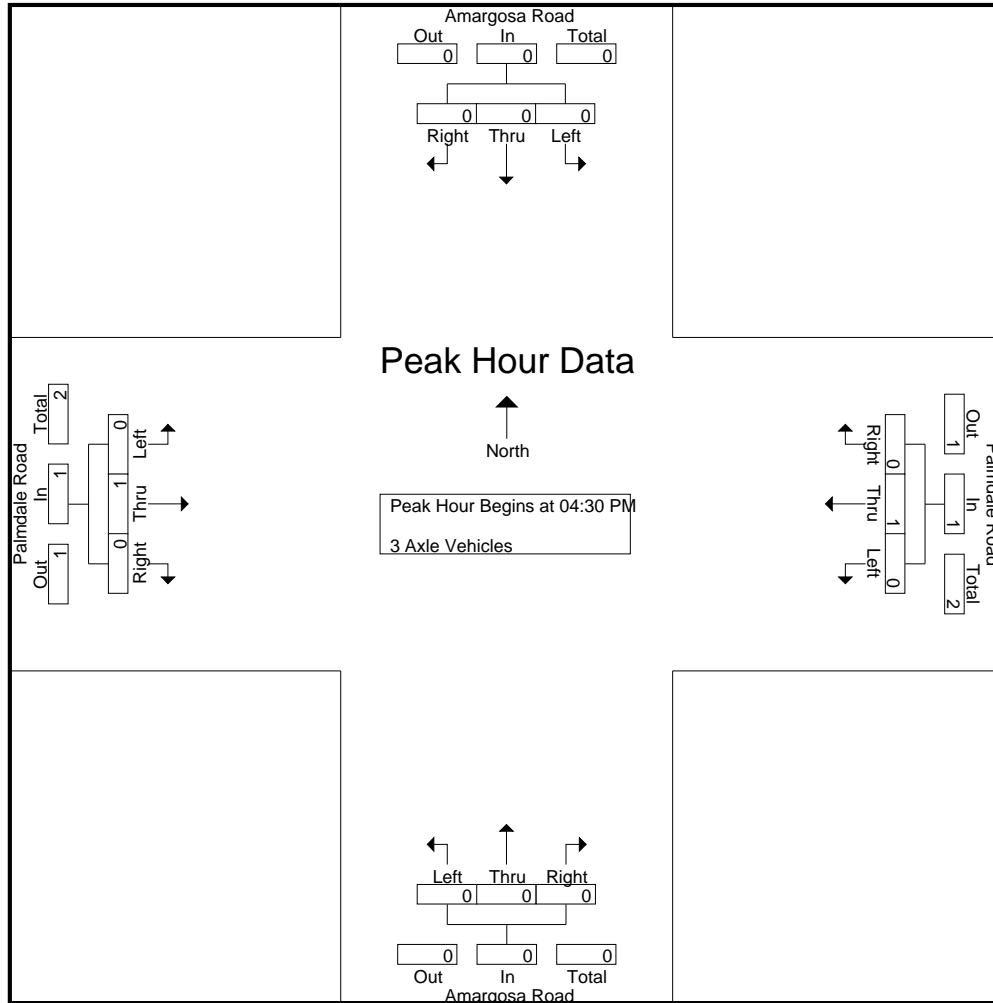 Amargosa Road
Out In Total
0 0 0
0 0 0
Right Thru Left
Peak Hour Data
North
Peak Hour Begins at 04:30 PM
3 Axle Vehicles
Palmdale Road
Total In Out
2 1 1
0 1 0
Left Thru Right
Right Thru Left
0 1 0
Out In Total
1 1 2
Palmdale Road
Left Thru Right
0 0 0
0 0 0
Out In Total
Amargosa Road